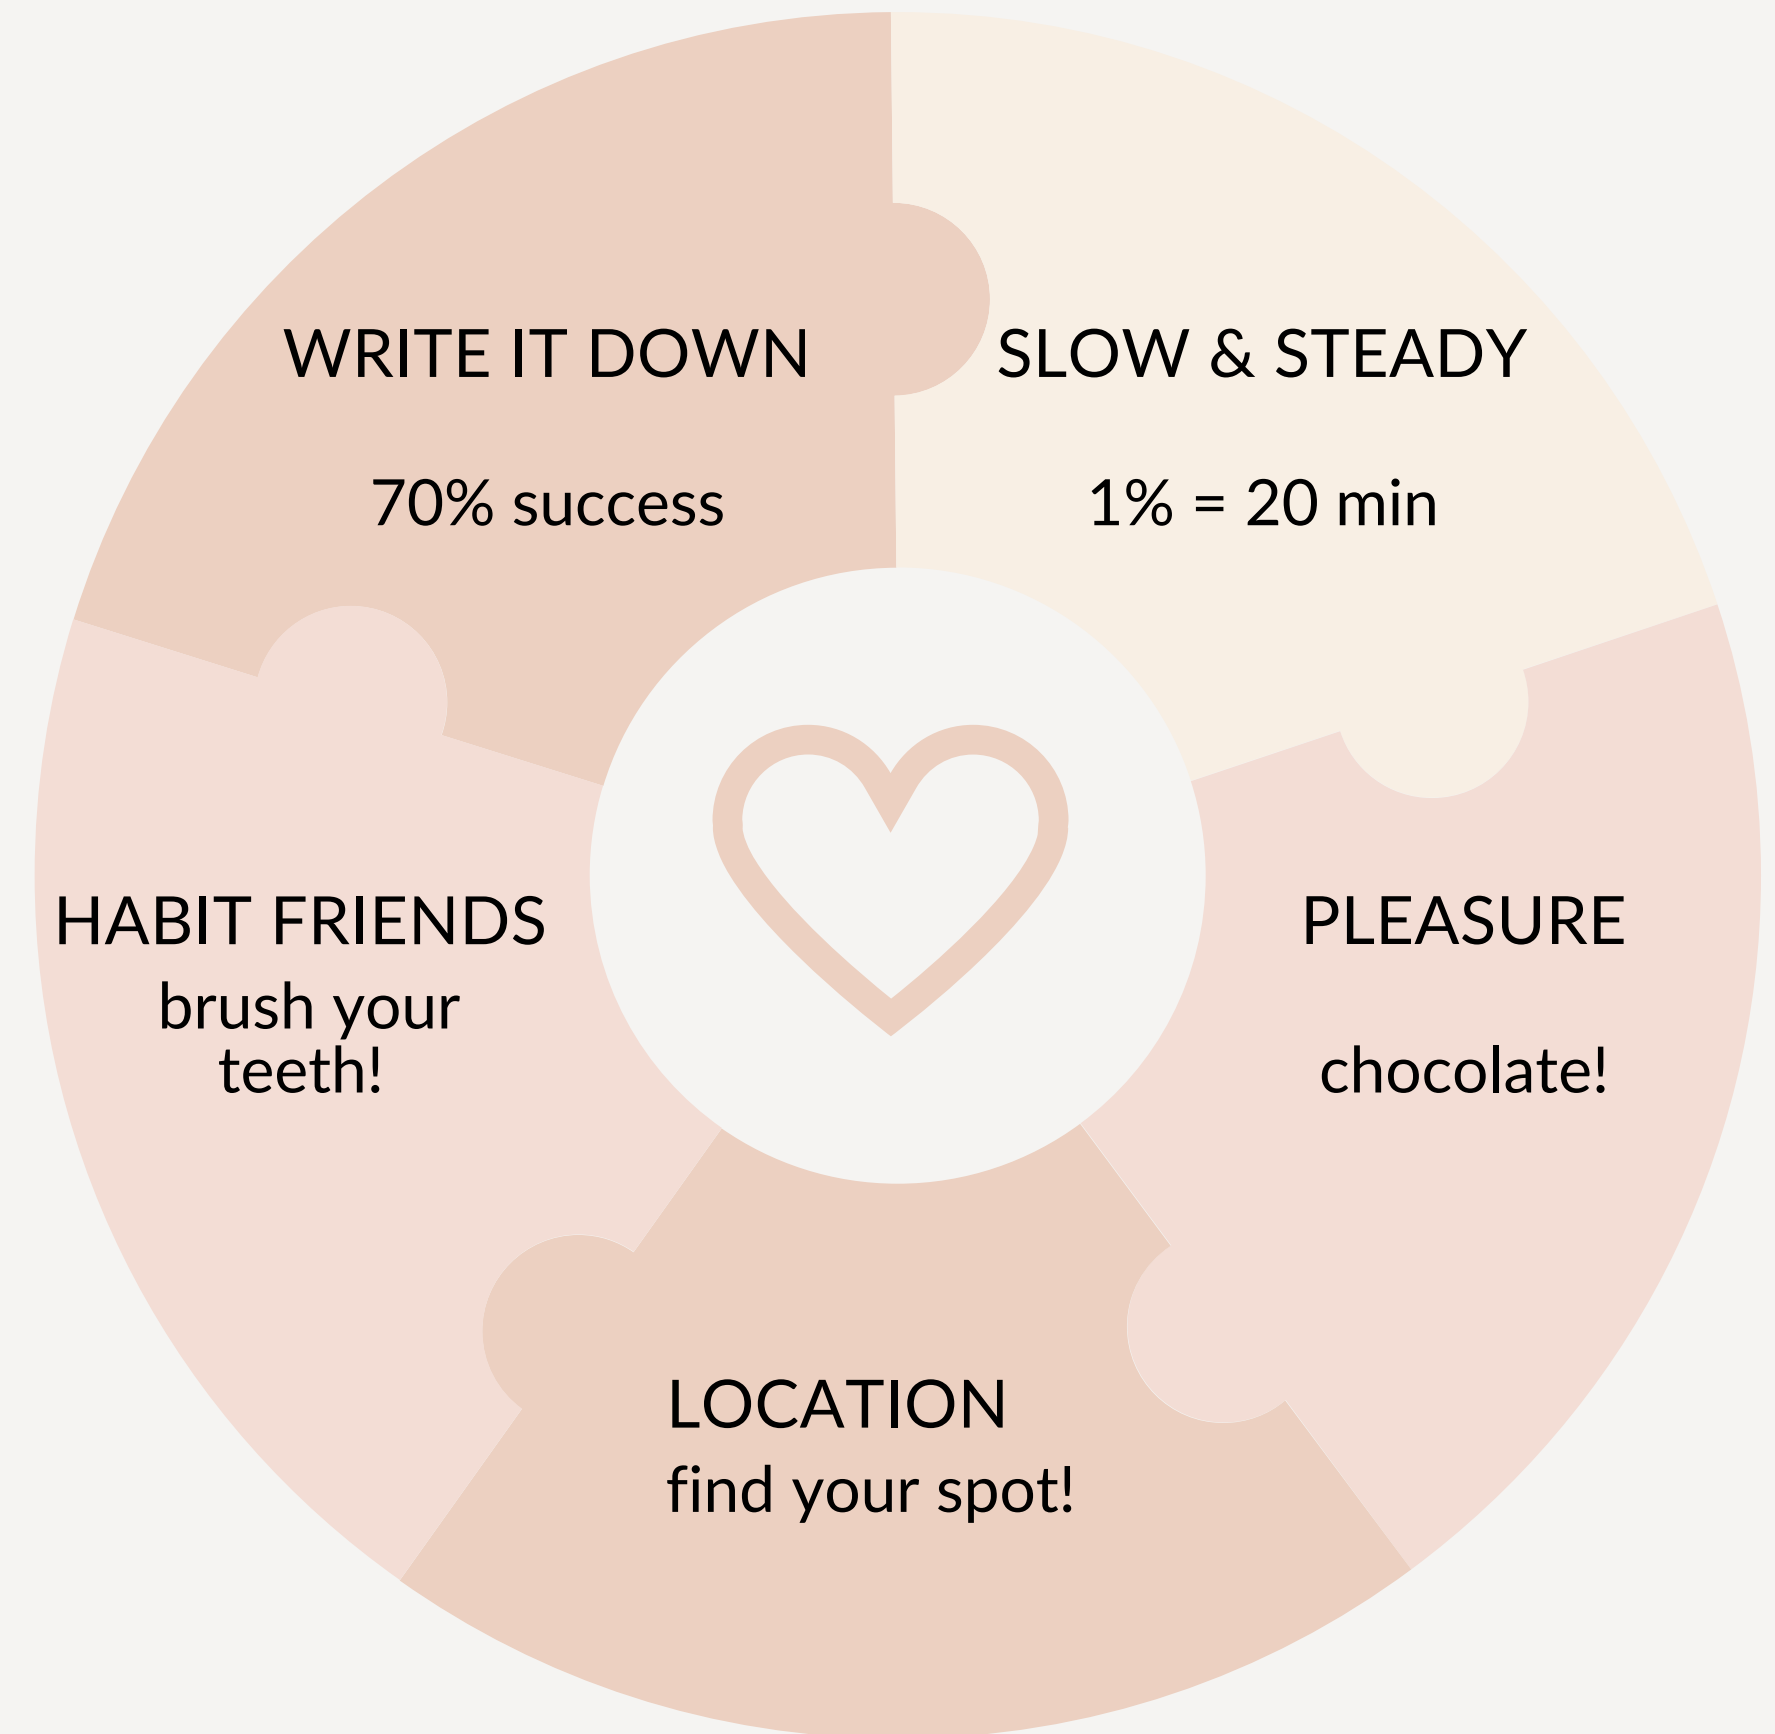 WRITE IT DOWN
70% success
SLOW & STEADY
1% = 20 min
HABIT FRIENDS
brush your
teeth!
PLEASURE
chocolate!
LOCATION
find your spot!